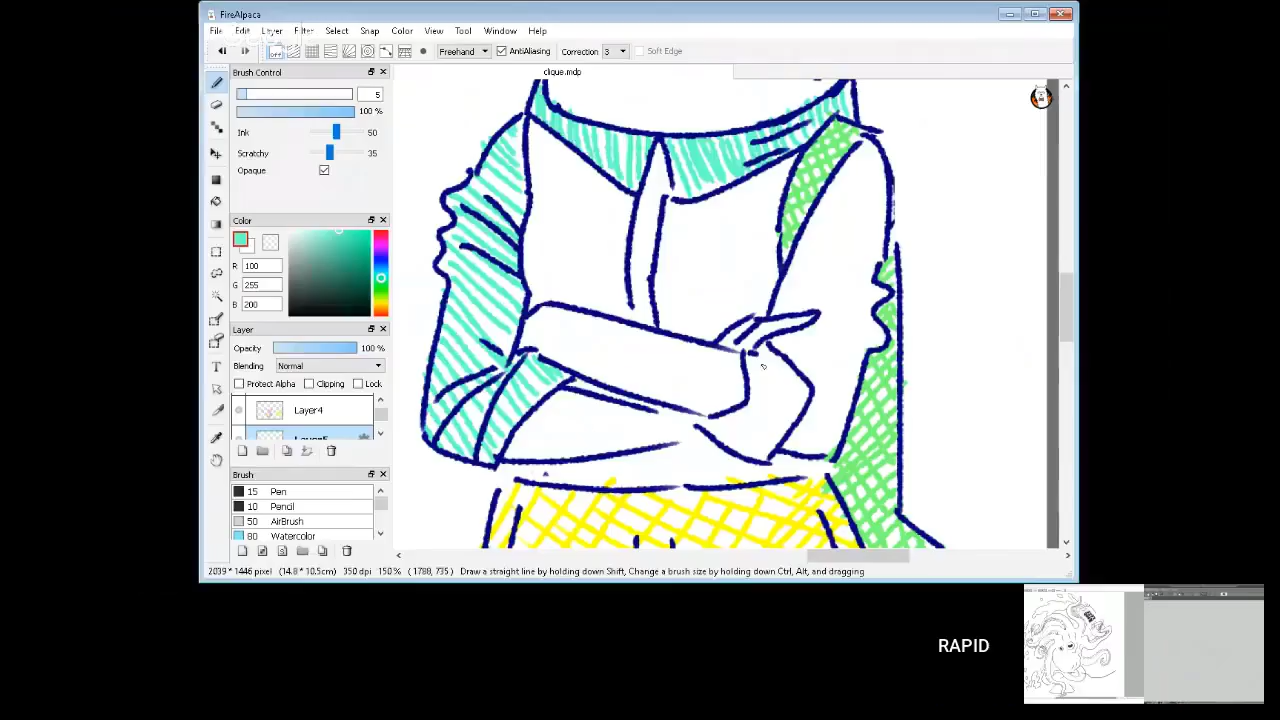 FireAlpaca
File Edit Layer Filter Select Snap Color View Tool Window Help
OFF Freehand AntiAliasing Correction 3 Soft Edge
Brush Control
clique.mdp
5
100 %
Ink 50
Scratchy 35
Opaque
Color
R 100
G 255
B 200
Layer
Opacity 100 %
Blending Normal
Protect Alpha Clipping Lock
Layer4
Brush
15 Pen
10 Pencil
50 AirBrush
80 Watercolor
2039 * 1446 pixel (14.8 * 10.5cm) 350 dpi 150 % (1788, 735) Draw a straight line by holding down Shift, Change a brush size by holding down Ctrl, Alt, and dragging
RAPID